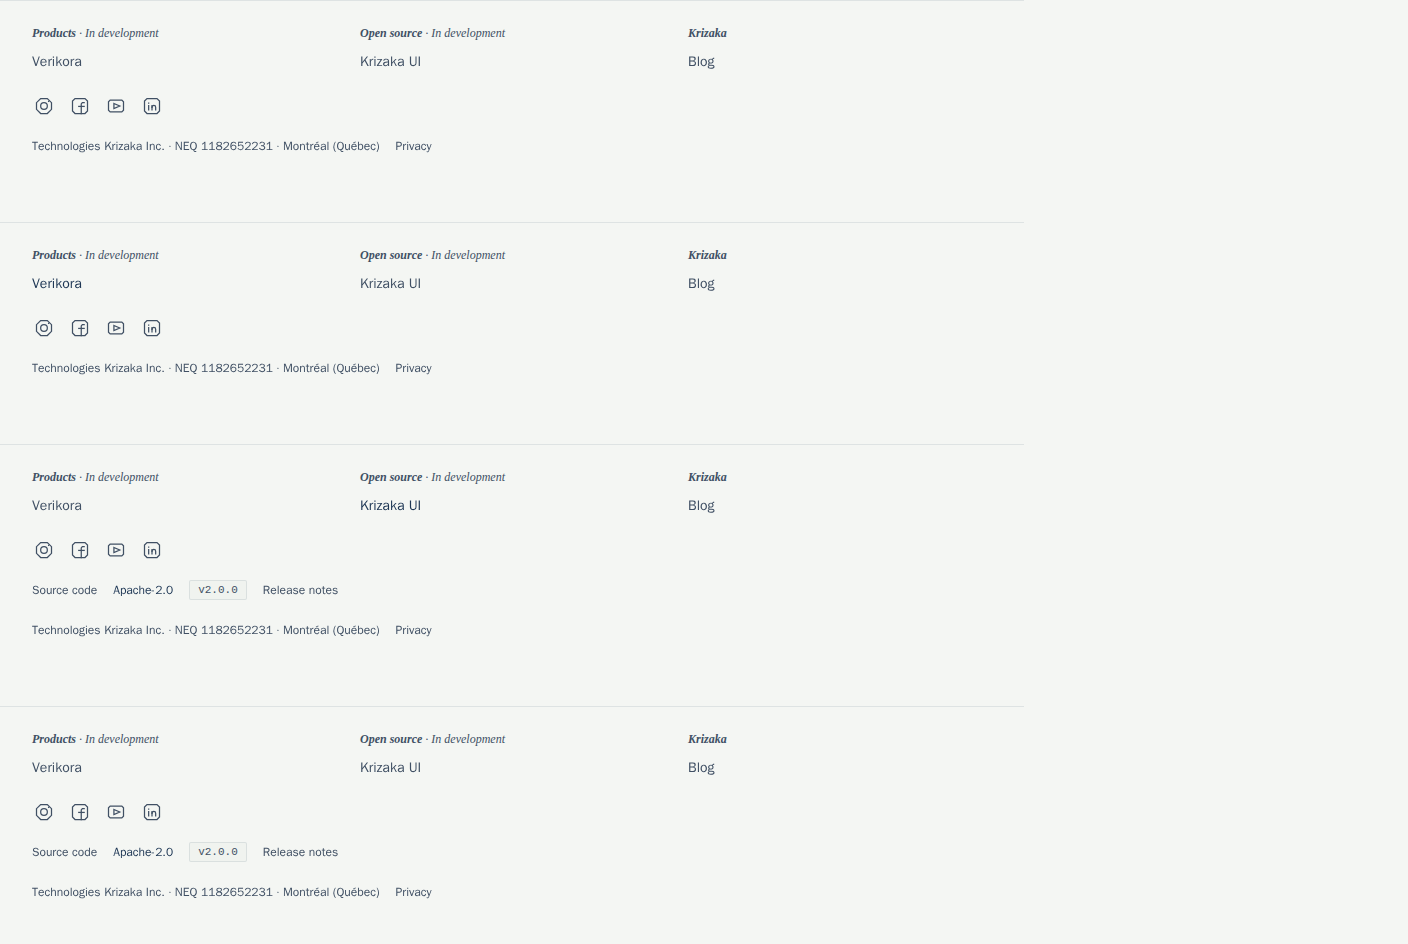 Products · In development Open source · In development Krizaka
Verikora Krizaka UI Blog
Technologies Krizaka Inc. · NEQ 1182652231 · Montréal (Québec) Privacy
Products · In development Open source · In development Krizaka
Verikora Krizaka UI Blog
Technologies Krizaka Inc. · NEQ 1182652231 · Montréal (Québec) Privacy
Products · In development Open source · In development Krizaka
Verikora Krizaka UI Blog
Source code Apache-2.0 v2.0.0 Release notes
Technologies Krizaka Inc. · NEQ 1182652231 · Montréal (Québec) Privacy
Products · In development Open source · In development Krizaka
Verikora Krizaka UI Blog
Source code Apache-2.0 v2.0.0 Release notes
Technologies Krizaka Inc. · NEQ 1182652231 · Montréal (Québec) Privacy